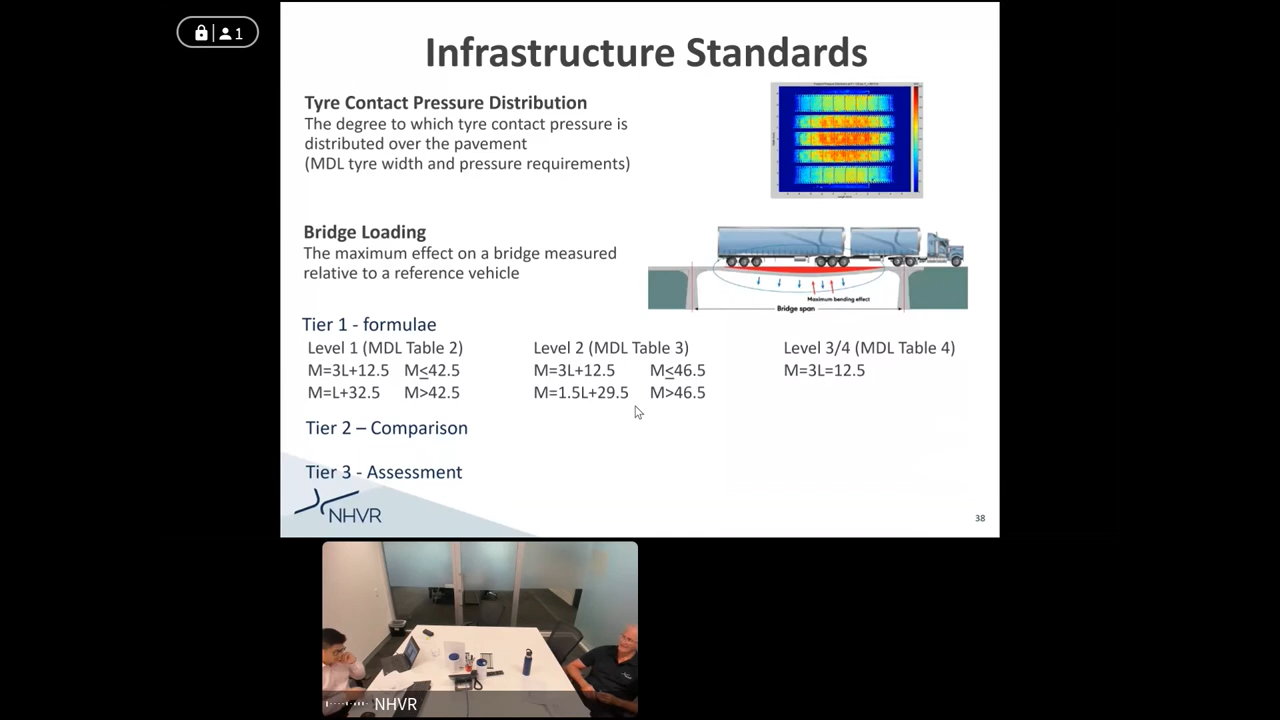 1
Infrastructure Standards
Tyre Contact Pressure Distribution
The degree to which tyre contact pressure is
distributed over the pavement
(MDL tyre width and pressure requirements)
Bridge Loading
The maximum effect on a bridge measured
relative to a reference vehicle
Maximum bending effect
Bridge span
Tier 1 - formulae
Level 1 (MDL Table 2)
M=3L+12.5 M≤42.5
M=L+32.5 M>42.5
Level 2 (MDL Table 3)
M=3L+12.5 M≤46.5
M=1.5L+29.5 M>46.5
Level 3/4 (MDL Table 4)
M=3L=12.5
Tier 2 – Comparison
Tier 3 - Assessment
NHVR
38
NHVR